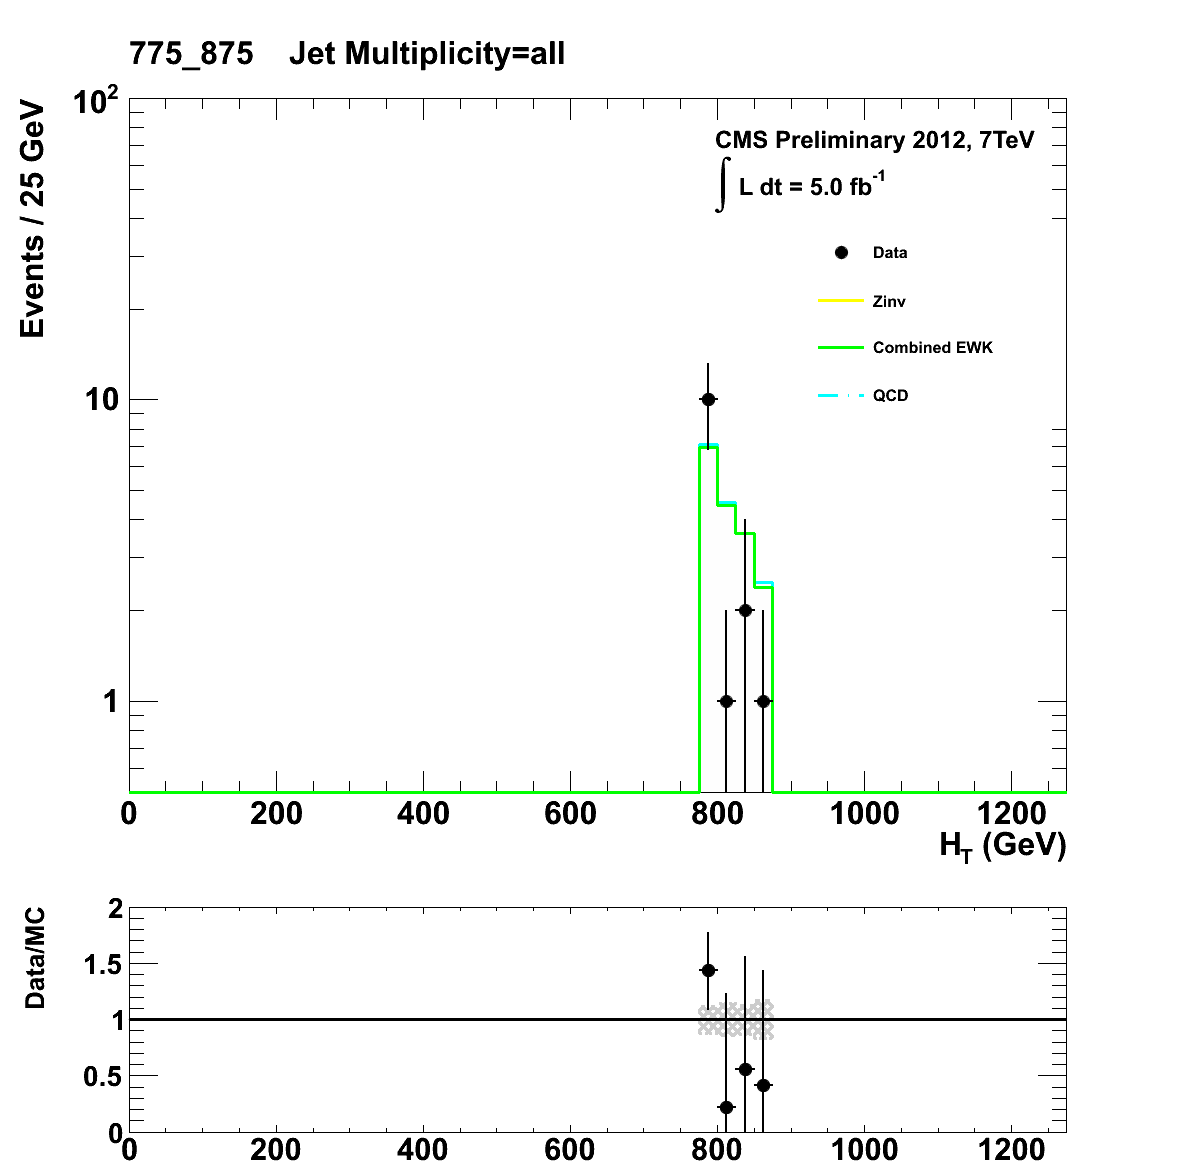 775_875 Jet Multiplicity=all
Events / 25 GeV
10²
10
1
CMS Preliminary 2012, 7TeV
∫ L dt = 5.0 fb⁻¹
Data
Zinv
Combined EWK
QCD
0 200 400 600 800 1000 1200
H_T (GeV)
Data/MC
2
1.5
1
0.5
0
0 200 400 600 800 1000 1200